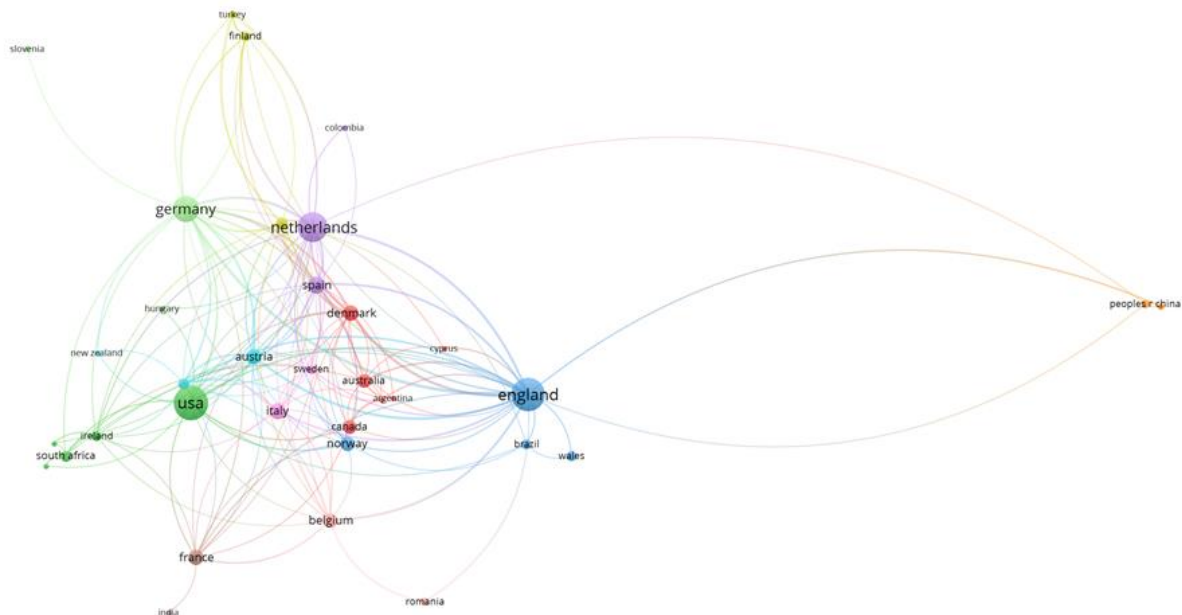 turkey
finland
slovenia
colombia
germany
netherlands
spain
peoples r china
hungary
denmark
new zealand
austria
cyprus
sweden
australia
usa
england
argentina
italy
canada
ireland
norway
brazil
south africa
wales
belgium
france
romania
india